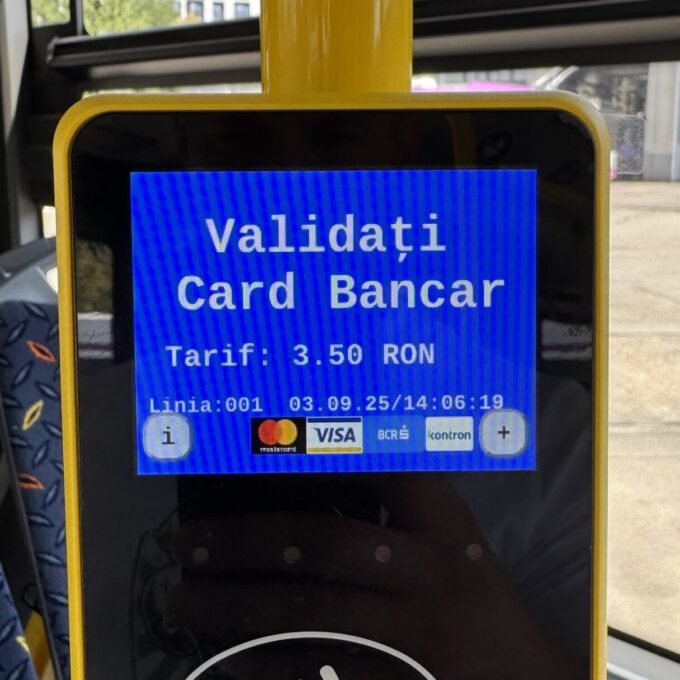 Validați
Card Bancar
Tarif: 3.50 RON
Linia:001 03.09.25/14:06:19
i mastercard VISA BCR kontron +